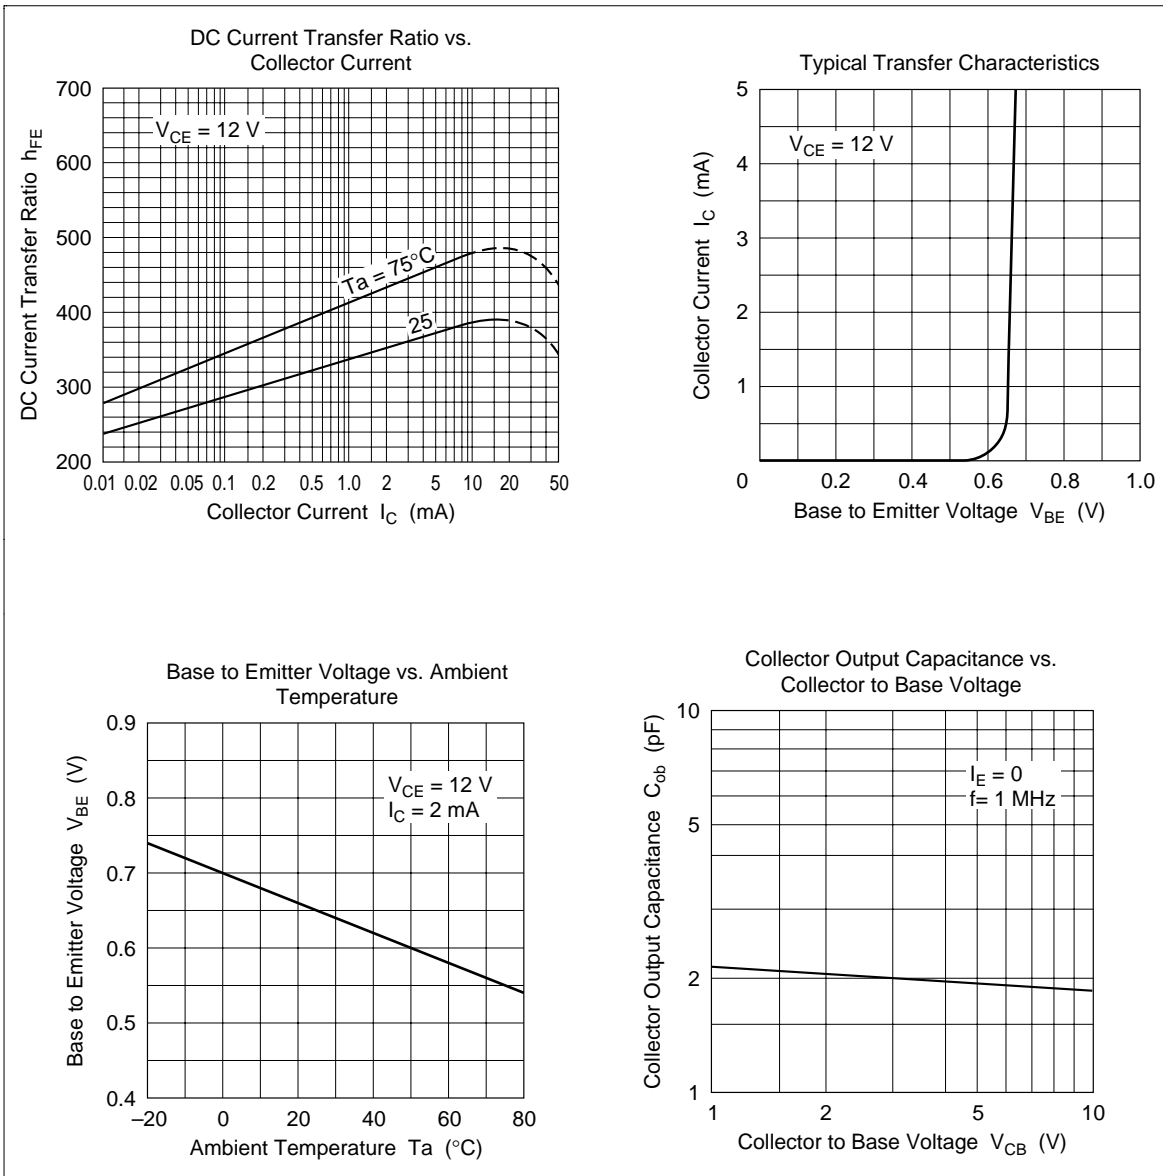 DC Current Transfer Ratio vs.
Collector Current
700
600
500
400
300
200
DC Current Transfer Ratio h_FE
V_CE = 12 V
Ta = 75°C
25
0.01 0.02 0.05 0.1 0.2 0.5 1.0 2 5 10 20 50
Collector Current I_C (mA)
Typical Transfer Characteristics
5
4
3
2
1
Collector Current I_C (mA)
V_CE = 12 V
0 0.2 0.4 0.6 0.8 1.0
Base to Emitter Voltage V_BE (V)
Base to Emitter Voltage vs. Ambient
Temperature
0.9
0.8
0.7
0.6
0.5
0.4
Base to Emitter Voltage V_BE (V)
V_CE = 12 V
I_C = 2 mA
–20 0 20 40 60 80
Ambient Temperature Ta (°C)
Collector Output Capacitance vs.
Collector to Base Voltage
10
5
2
1
Collector Output Capacitance C_ob (pF)
I_E = 0
f= 1 MHz
1 2 5 10
Collector to Base Voltage V_CB (V)